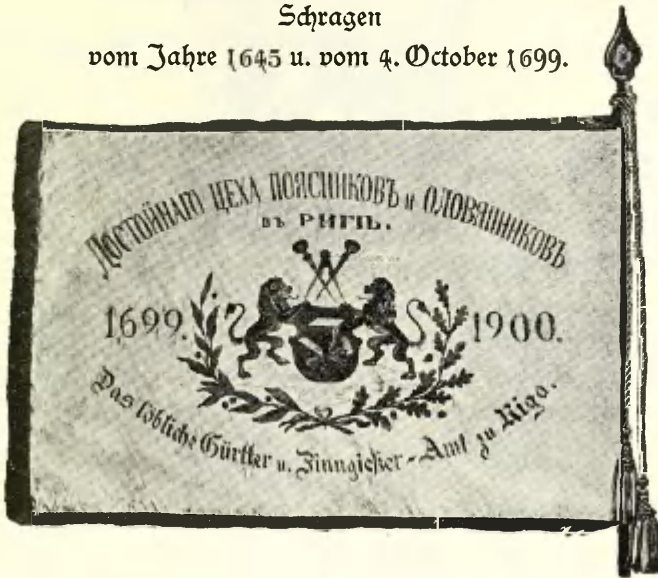 Schragen
vom Jahre 1645 u. vom 4. October 1699.
Достойнаго ЦЕХА ПОЯСНИКОВЪ и ОЛОВЯННИКОВЪ
въ РИГѢ.
1699. 1900.
Das löbliche Gürtler u. Zinngießer-Amt zu Riga.